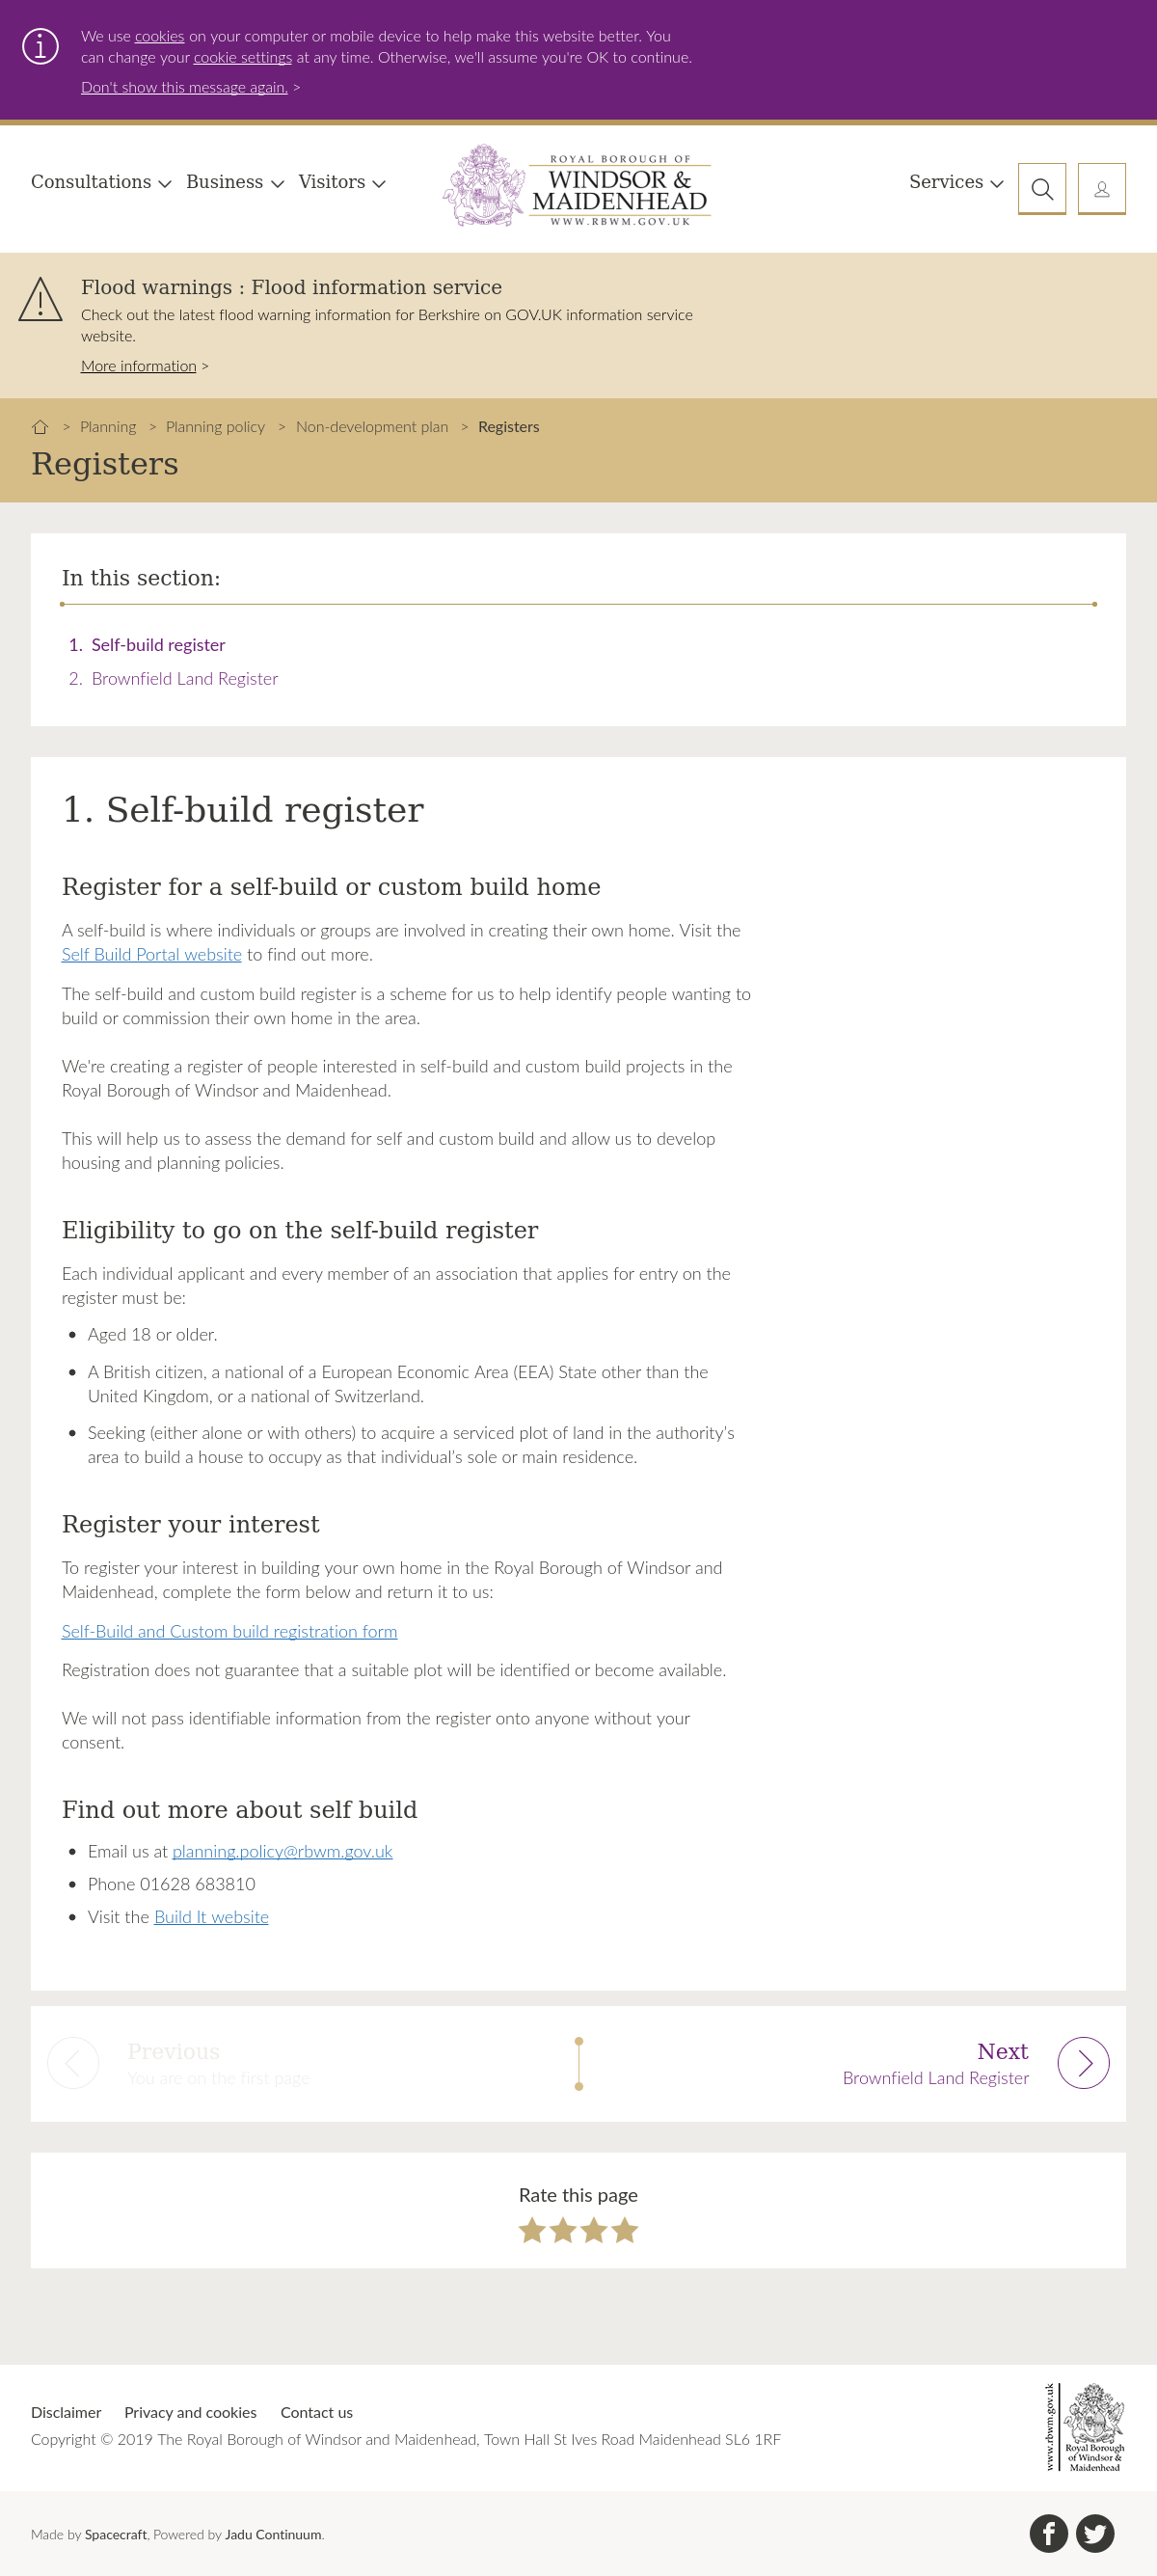 We use cookies on your computer or mobile device to help make this website better. You
can change your cookie settings at any time. Otherwise, we'll assume you're OK to continue.
Don't show this message again. >
Consultations
Business
Visitors
ROYAL BOROUGH OF
WINDSOR &
MAIDENHEAD
WWW.RBWM.GOV.UK
Services
Flood warnings : Flood information service
Check out the latest flood warning information for Berkshire on GOV.UK information service
website.
More information >
> Planning > Planning policy > Non-development plan > Registers
Registers
In this section:
1. Self-build register
2. Brownfield Land Register
1. Self-build register
Register for a self-build or custom build home
A self-build is where individuals or groups are involved in creating their own home. Visit the
Self Build Portal website to find out more.
The self-build and custom build register is a scheme for us to help identify people wanting to
build or commission their own home in the area.
We're creating a register of people interested in self-build and custom build projects in the
Royal Borough of Windsor and Maidenhead.
This will help us to assess the demand for self and custom build and allow us to develop
housing and planning policies.
Eligibility to go on the self-build register
Each individual applicant and every member of an association that applies for entry on the
register must be:
• Aged 18 or older.
• A British citizen, a national of a European Economic Area (EEA) State other than the
United Kingdom, or a national of Switzerland.
• Seeking (either alone or with others) to acquire a serviced plot of land in the authority's
area to build a house to occupy as that individual's sole or main residence.
Register your interest
To register your interest in building your own home in the Royal Borough of Windsor and
Maidenhead, complete the form below and return it to us:
Self-Build and Custom build registration form
Registration does not guarantee that a suitable plot will be identified or become available.
We will not pass identifiable information from the register onto anyone without your
consent.
Find out more about self build
• Email us at planning.policy@rbwm.gov.uk
• Phone 01628 683810
• Visit the Build It website
Previous
You are on the first page
Next
Brownfield Land Register
Rate this page
Disclaimer Privacy and cookies Contact us
Copyright © 2019 The Royal Borough of Windsor and Maidenhead, Town Hall St Ives Road Maidenhead SL6 1RF
www.rbwm.gov.uk
Royal Borough
of Windsor &
Maidenhead
Made by Spacecraft, Powered by Jadu Continuum.